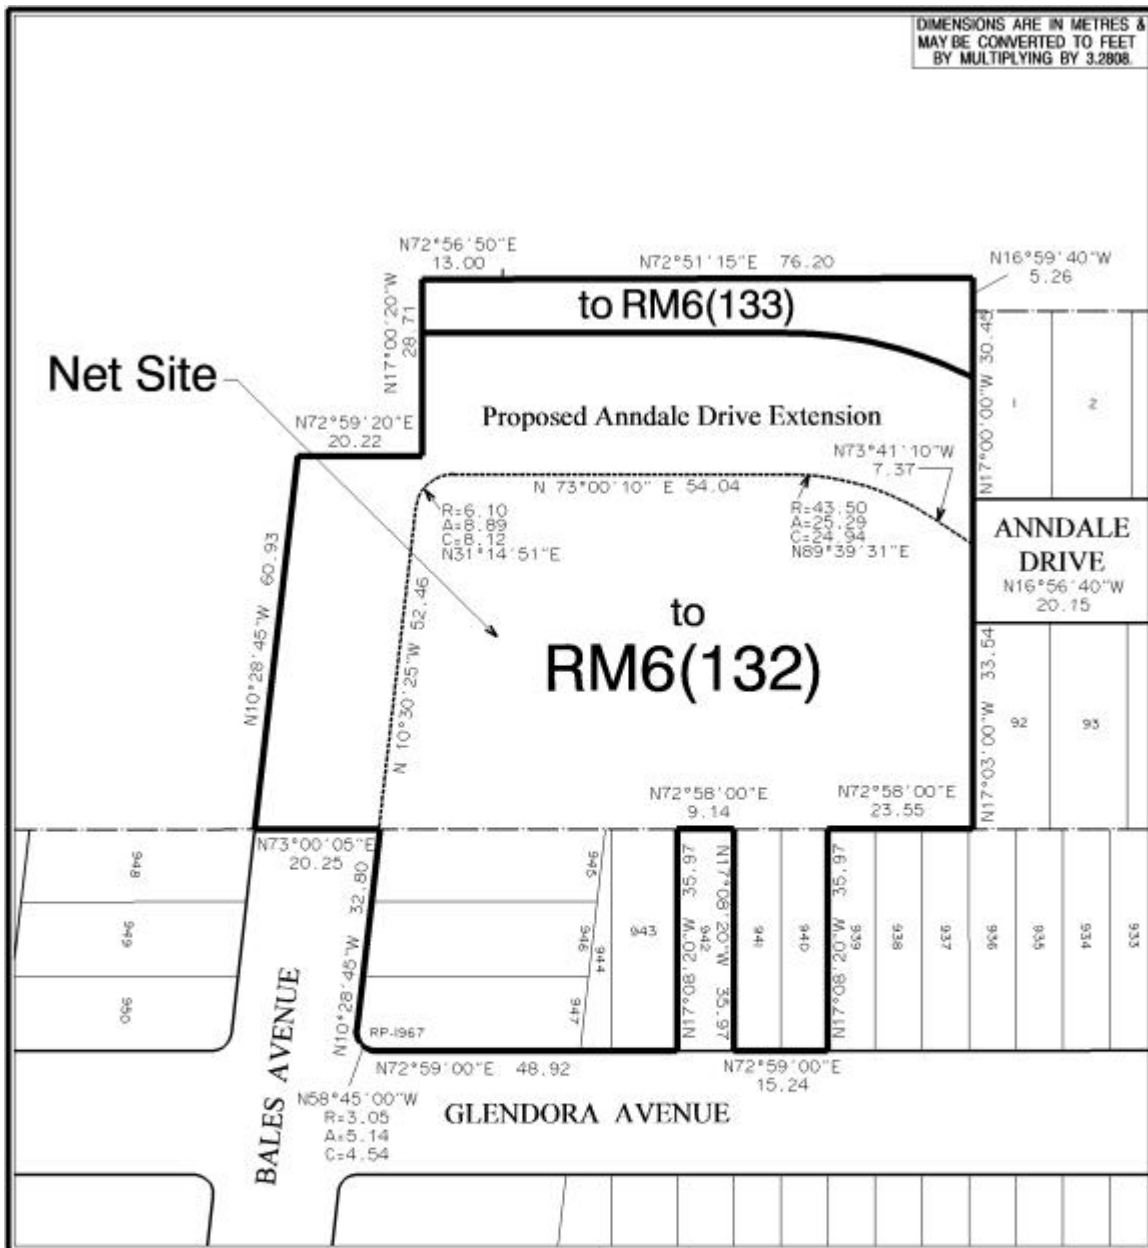 DIMENSIONS ARE IN METRES &
MAY BE CONVERTED TO FEET
BY MULTIPLYING BY 3.2808.
N72°56'50"E
13.00
N72°51'15"E 76.20
N16°59'40"W
5.26
to RM6(133)
N17°00'20"W
28.71
N17°00'00"W 30.45
1
2
Net Site
N72°59'20"E
20.22
Proposed Anndale Drive Extension
N73°41'10"W
7.37
N 73°00'10" E 54.04
R=6.10
A=8.89
C=8.12
N31°14'51"E
R=43.50
A=25.29
C=24.94
N89°39'31"E
ANNDALE
DRIVE
N16°56'40"W
20.15
N10°28'45"W 60.93
N 10°30'25"W 52.46
to
RM6(132)
N17°03'00"W 33.54
92
93
N72°58'00"E
9.14
N72°58'00"E
23.55
N73°00'05"E
20.25
948
949
950
N10°28'45"W 32.80
945
946
944
947
943
N17°08'20"W 35.97
942
N17°08'20"W 35.97
941
940
N17°08'20"W 35.97
939
938
937
936
935
934
933
RP-1967
N72°59'00"E 48.92
N72°59'00"E
15.24
N58°45'00"W
R=3.05
A=5.14
C=4.54
BALES AVENUE
GLENDORA AVENUE